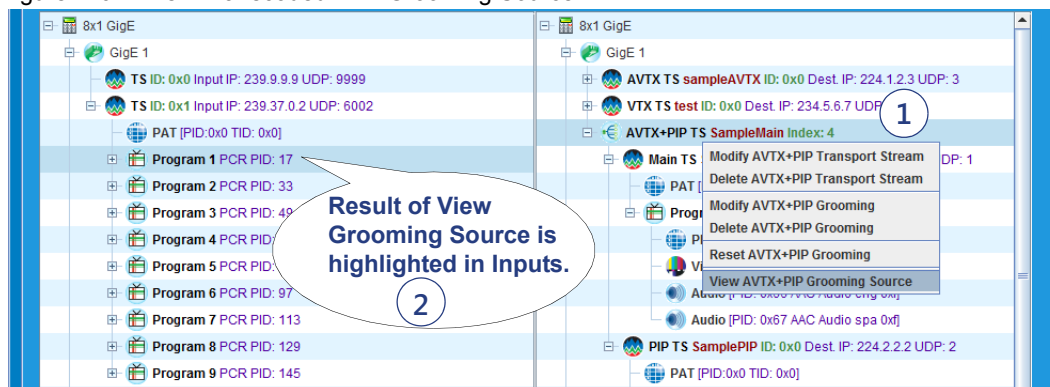 8x1 GigE
GigE 1
TS ID: 0x0 Input IP: 239.9.9.9 UDP: 9999
TS ID: 0x1 Input IP: 239.37.0.2 UDP: 6002
PAT [PID:0x0 TID: 0x0]
Program 1 PCR PID: 17
Program 2 PCR PID: 33
Program 3 PCR PID: 49
Program 4 PCR PID:
Program 5 PCR PID:
Program 6 PCR PID: 97
Program 7 PCR PID: 113
Program 8 PCR PID: 129
Program 9 PCR PID: 145
Result of View
Grooming Source is
highlighted in Inputs.
2
8x1 GigE
GigE 1
AVTX TS sampleAVTX ID: 0x0 Dest. IP: 224.1.2.3 UDP: 3
VTX TS test ID: 0x0 Dest. IP: 234.5.6.7 UDP
1
AVTX+PIP TS SampleMain Index: 4
Main TS DP: 1
PAT [
Modify AVTX+PIP Transport Stream
Delete AVTX+PIP Transport Stream
Modify AVTX+PIP Grooming
Delete AVTX+PIP Grooming
Reset AVTX+PIP Grooming
View AVTX+PIP Grooming Source
Audio [PID: 0x67 AAC Audio spa 0xf]
PIP TS SamplePIP ID: 0x0 Dest. IP: 224.2.2.2 UDP: 2
PAT [PID:0x0 TID: 0x0]